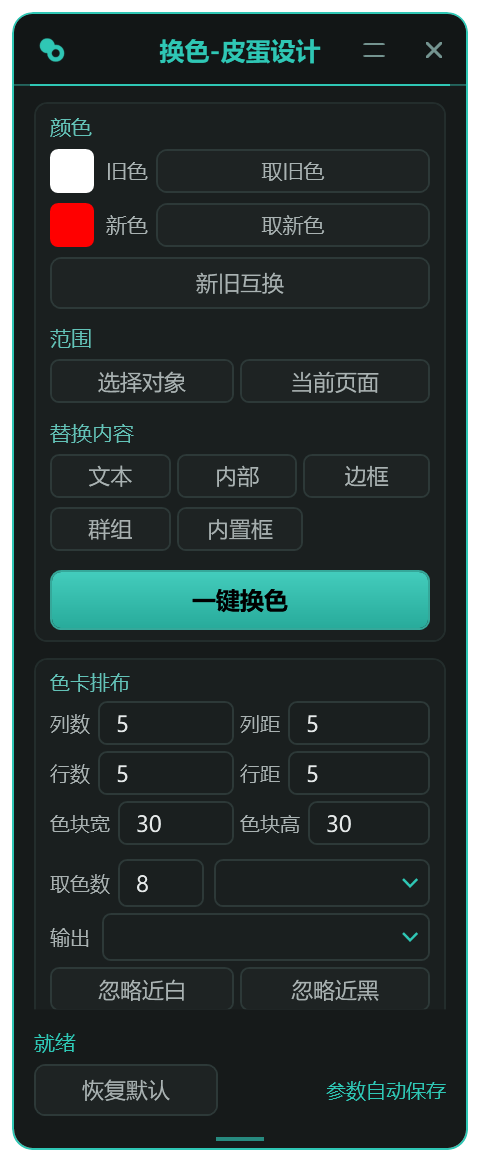 换色-皮蛋设计
颜色
旧色 取旧色
新色 取新色
新旧互换
范围
选择对象 当前页面
替换内容
文本 内部 边框
群组 内置框
一键换色
色卡排布
列数 5 列距 5
行数 5 行距 5
色块宽 30 色块高 30
取色数 8
输出
忽略近白 忽略近黑
就绪
恢复默认 参数自动保存